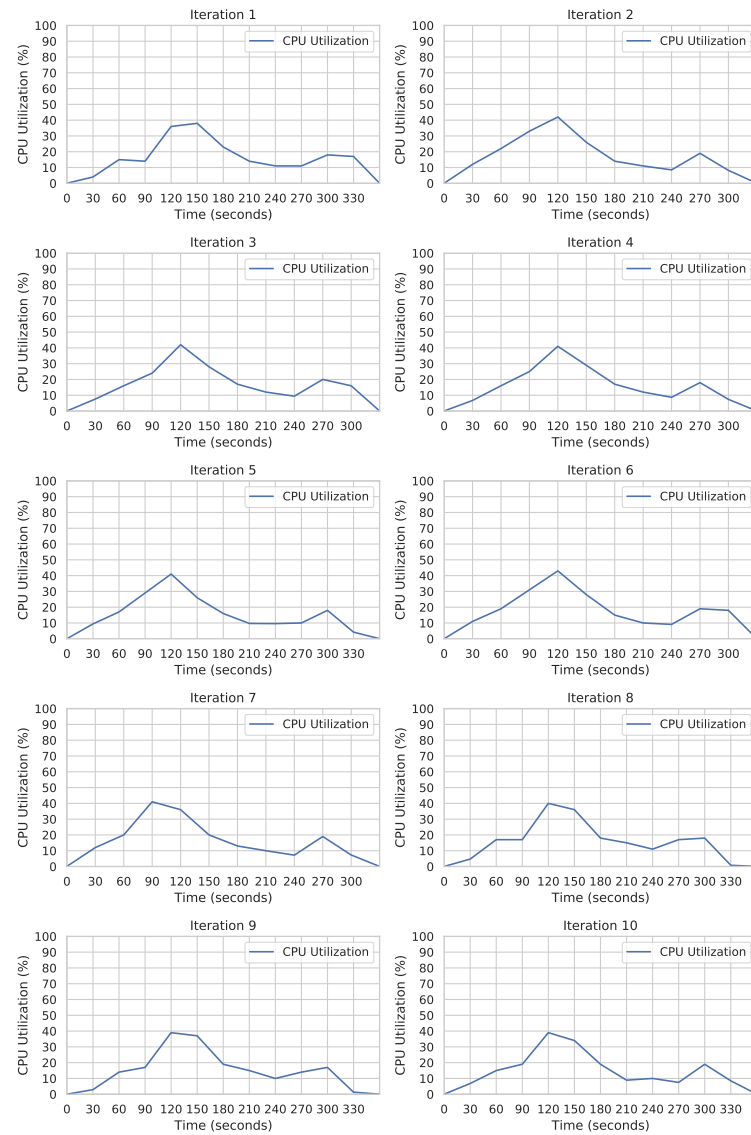 Iteration 1
CPU Utilization (%)
100
90
80
70
60
50
40
30
20
10
0
CPU Utilization
0 30 60 90 120 150 180 210 240 270 300 330
Time (seconds)
Iteration 2
CPU Utilization (%)
100
90
80
70
60
50
40
30
20
10
0
CPU Utilization
0 30 60 90 120 150 180 210 240 270 300
Time (seconds)
Iteration 3
CPU Utilization (%)
100
90
80
70
60
50
40
30
20
10
0
CPU Utilization
0 30 60 90 120 150 180 210 240 270 300
Time (seconds)
Iteration 4
CPU Utilization (%)
100
90
80
70
60
50
40
30
20
10
0
CPU Utilization
0 30 60 90 120 150 180 210 240 270 300
Time (seconds)
Iteration 5
CPU Utilization (%)
100
90
80
70
60
50
40
30
20
10
0
CPU Utilization
0 30 60 90 120 150 180 210 240 270 300 330
Time (seconds)
Iteration 6
CPU Utilization (%)
100
90
80
70
60
50
40
30
20
10
0
CPU Utilization
0 30 60 90 120 150 180 210 240 270 300
Time (seconds)
Iteration 7
CPU Utilization (%)
100
90
80
70
60
50
40
30
20
10
0
CPU Utilization
0 30 60 90 120 150 180 210 240 270 300
Time (seconds)
Iteration 8
CPU Utilization (%)
100
90
80
70
60
50
40
30
20
10
0
CPU Utilization
0 30 60 90 120 150 180 210 240 270 300 330
Time (seconds)
Iteration 9
CPU Utilization (%)
100
90
80
70
60
50
40
30
20
10
0
CPU Utilization
0 30 60 90 120 150 180 210 240 270 300 330
Time (seconds)
Iteration 10
CPU Utilization (%)
100
90
80
70
60
50
40
30
20
10
0
CPU Utilization
0 30 60 90 120 150 180 210 240 270 300 330
Time (seconds)